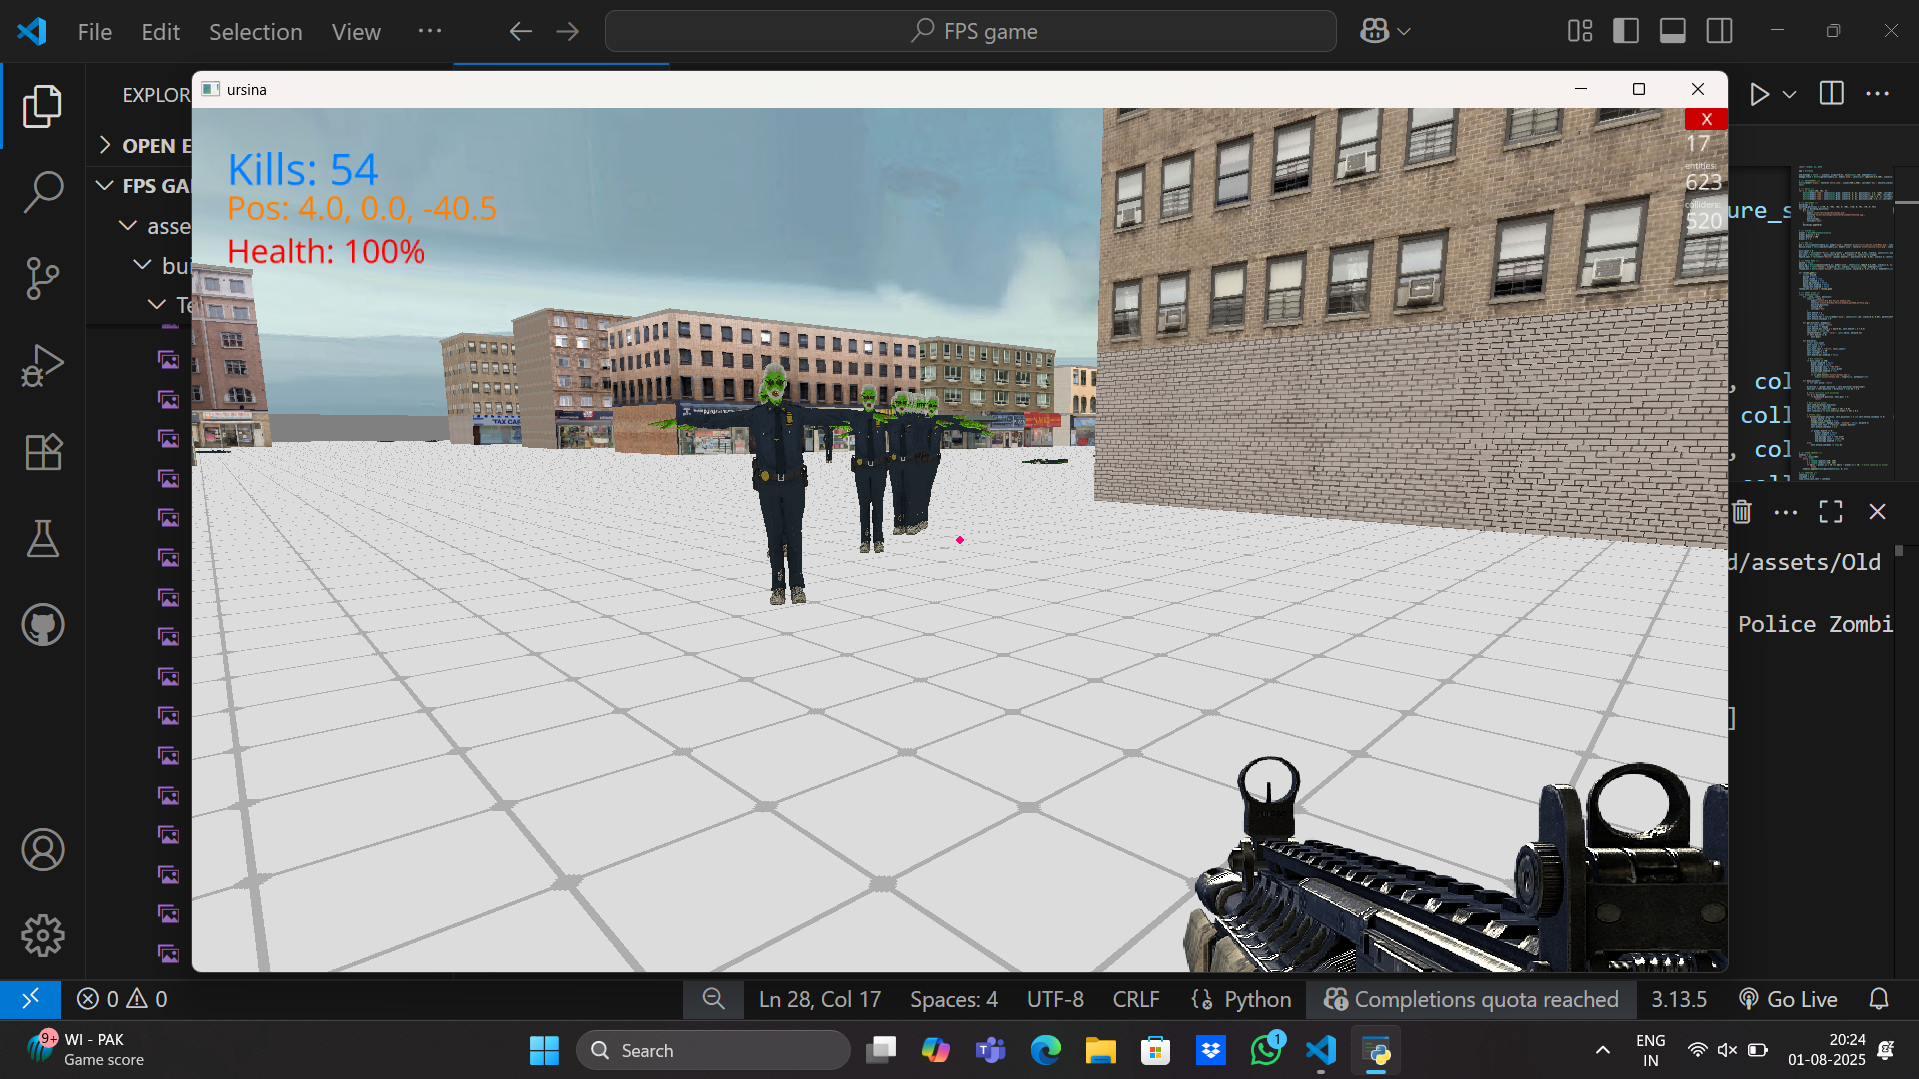 File Edit Selection View ...
FPS game
EXPLOR
OPEN E
FPS GA
asse
bui
Te
ursina
Kills: 54
Pos: 4.0, 0.0, -40.5
Health: 100%
X
17
entities:
623
colliders:
520
TAX
ure_s
, col
coll
, col
d/assets/Old
Police Zombi
]
0 0
Ln 28, Col 17 Spaces: 4 UTF-8 CRLF Python Completions quota reached 3.13.5 Go Live
9+
WI - PAK
Game score
Search
1
ENG
IN
20:24
01-08-2025